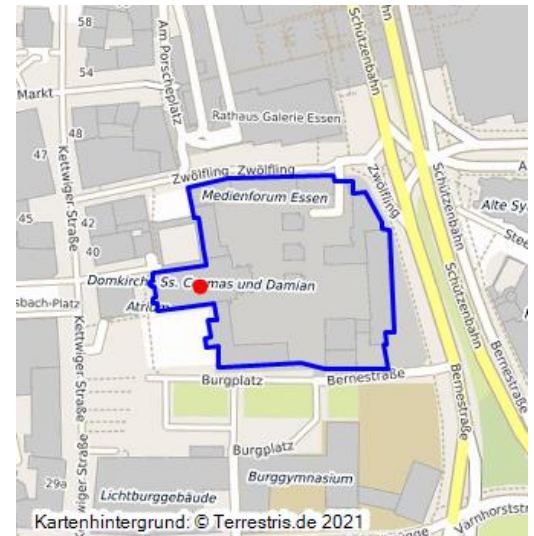 58
Am Porscheplatz
Schützenbahn
54
Markt
Rathaus Galerie Essen
48
47
Kettwiger Straße
Zwölfling
Zwölfling
Zwölfling
Medienforum Essen
Schützenbahn
45
42
Alte Sy
40
Domkirche Ss. Cosmas und Damian
sbach-Platz
Burgplatz
Bernestraße
Bernestraße
Kettwiger Straße
Burgplatz
Burggymnasium
29a
Lichtburggebäude
Varnhorststr
Kartenhintergrund: © Terrestris.de 2021